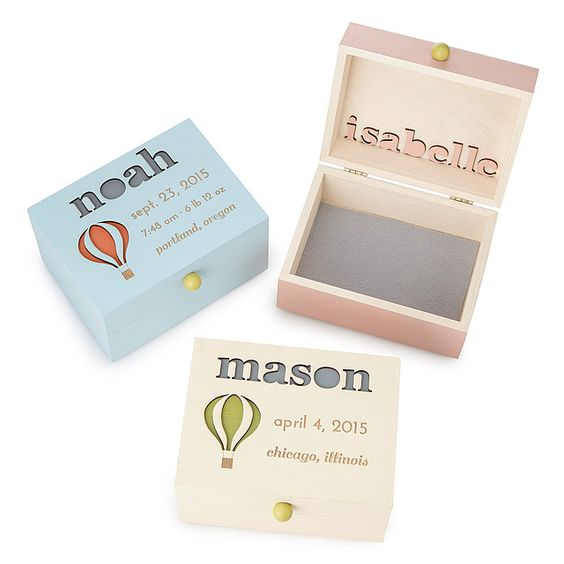 noah
sept. 23, 2015
7:48 am - 6 lb 12 oz
portland, oregon
isabelle
mason
april 4, 2015
chicago, illinois